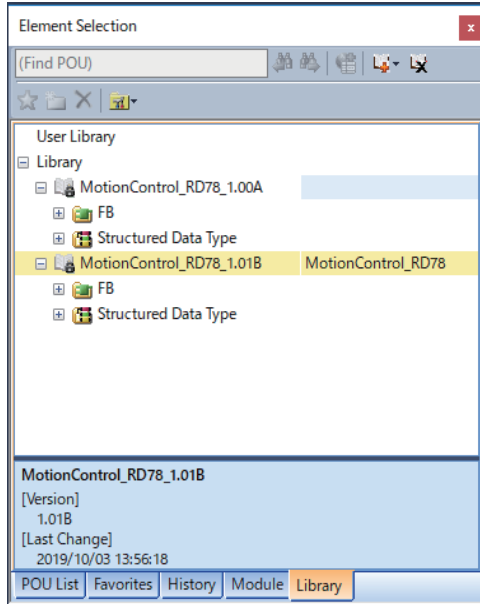 Element Selection
x
(Find POU)
User Library
Library
MotionControl_RD78_1.00A
FB
Structured Data Type
MotionControl_RD78_1.01B MotionControl_RD78
FB
Structured Data Type
MotionControl_RD78_1.01B
[Version]
1.01B
[Last Change]
2019/10/03 13:56:18
POU List Favorites History Module Library